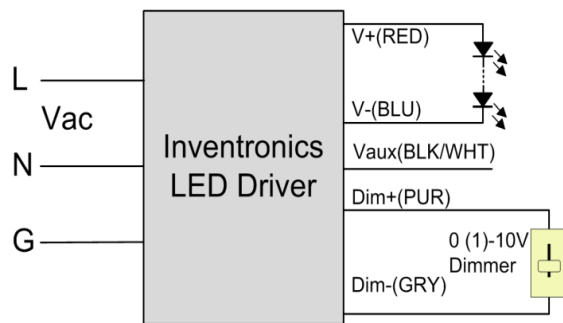 L
Vac
N
G
Inventronics
LED Driver
V+(RED)
V-(BLU)
Vaux(BLK/WHT)
Dim+(PUR)
0 (1)-10V
Dimmer
Dim-(GRY)